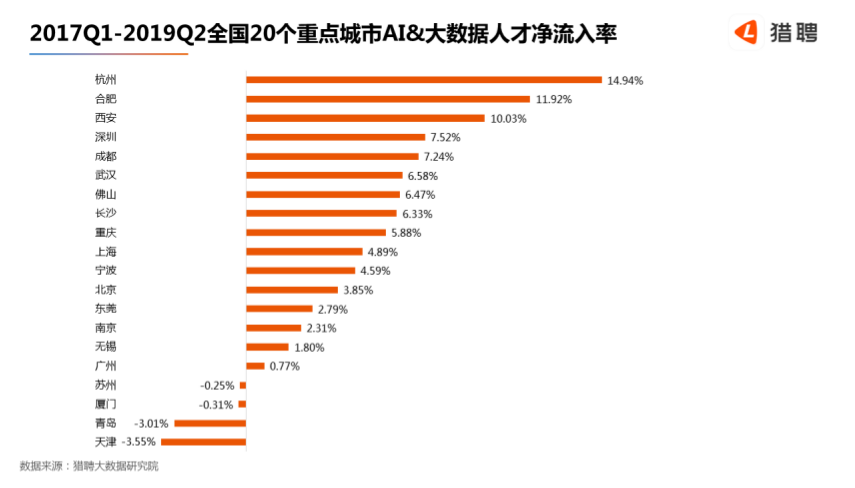 2017Q1-2019Q2全国20个重点城市AI&大数据人才净流入率
猎聘
杭州 14.94%
合肥 11.92%
西安 10.03%
深圳 7.52%
成都 7.24%
武汉 6.58%
佛山 6.47%
长沙 6.33%
重庆 5.88%
上海 4.89%
宁波 4.59%
北京 3.85%
东莞 2.79%
南京 2.31%
无锡 1.80%
广州 0.77%
苏州 -0.25%
厦门 -0.31%
青岛 -3.01%
天津 -3.55%
数据来源：猎聘大数据研究院